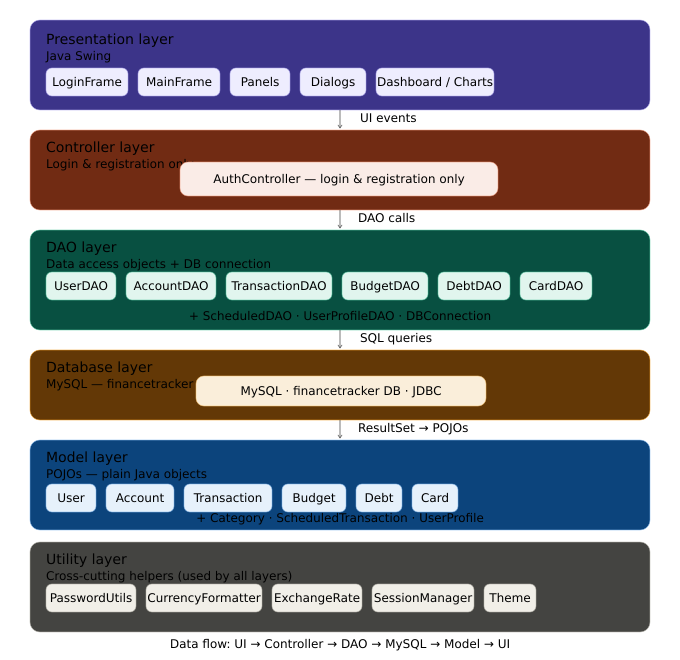 Presentation layer
Java Swing
LoginFrame MainFrame Panels Dialogs Dashboard / Charts
UI events
Controller layer
Login & registration only
AuthController — login & registration only
DAO calls
DAO layer
Data access objects + DB connection
UserDAO AccountDAO TransactionDAO BudgetDAO DebtDAO CardDAO
+ ScheduledDAO · UserProfileDAO · DBConnection
SQL queries
Database layer
MySQL — financetracker
MySQL · financetracker DB · JDBC
ResultSet → POJOs
Model layer
POJOs — plain Java objects
User Account Transaction Budget Debt Card
+ Category · ScheduledTransaction · UserProfile
Utility layer
Cross-cutting helpers (used by all layers)
PasswordUtils CurrencyFormatter ExchangeRate SessionManager Theme
Data flow: UI → Controller → DAO → MySQL → Model → UI